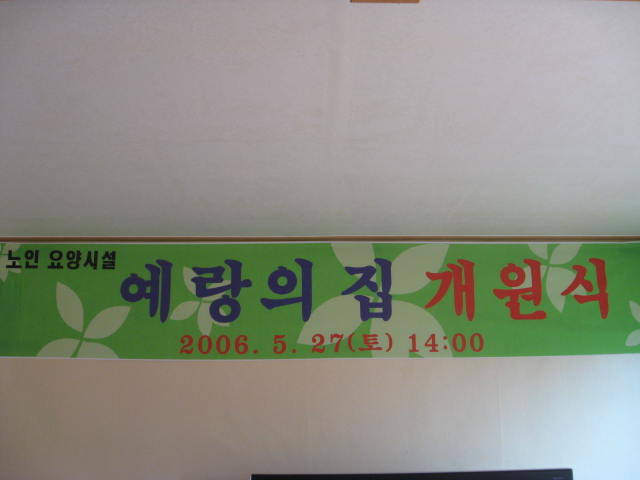 노인 요양시설
예랑의 집 개원식
2006. 5. 27(토) 14:00